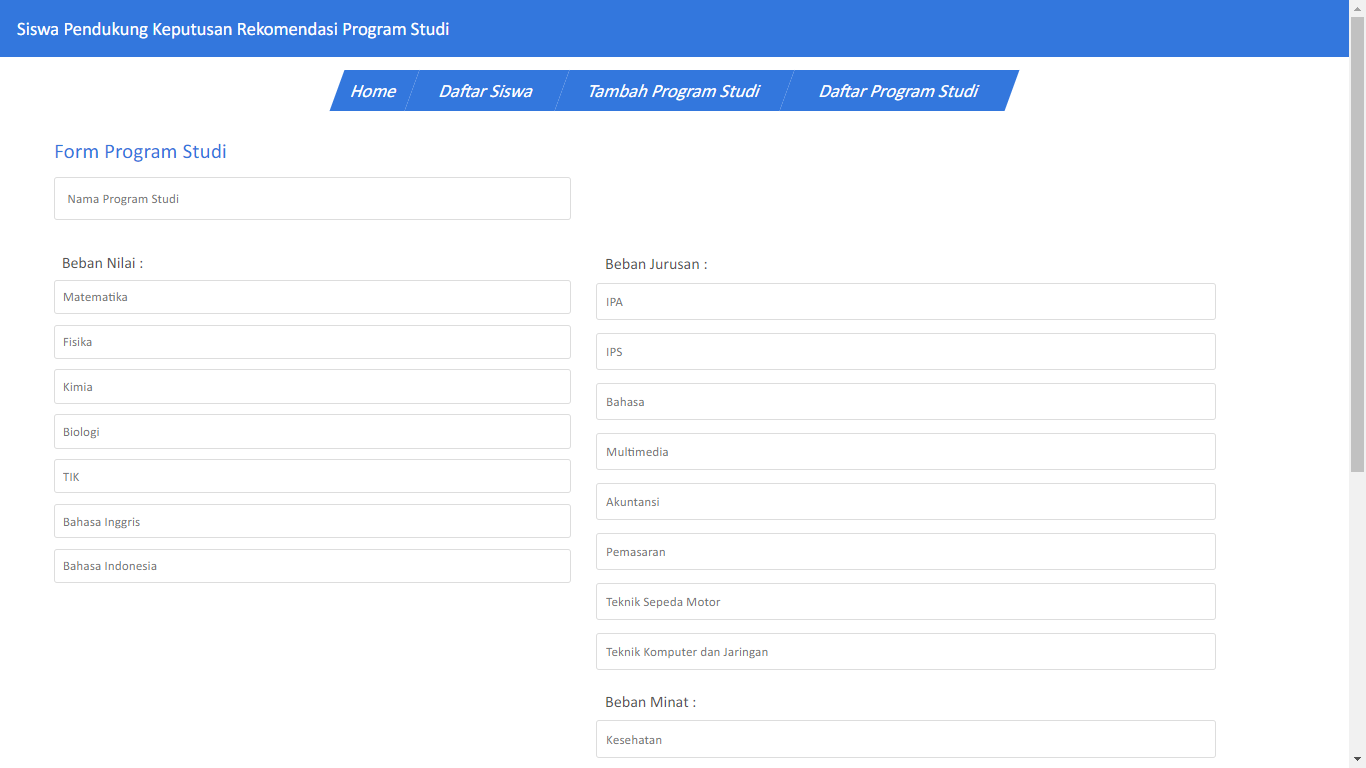 Siswa Pendukung Keputusan Rekomendasi Program Studi
Home Daftar Siswa Tambah Program Studi Daftar Program Studi
Form Program Studi
Nama Program Studi
Beban Nilai :
Matematika
Fisika
Kimia
Biologi
TIK
Bahasa Inggris
Bahasa Indonesia
Beban Jurusan :
IPA
IPS
Bahasa
Multimedia
Akuntansi
Pemasaran
Teknik Sepeda Motor
Teknik Komputer dan Jaringan
Beban Minat :
Kesehatan